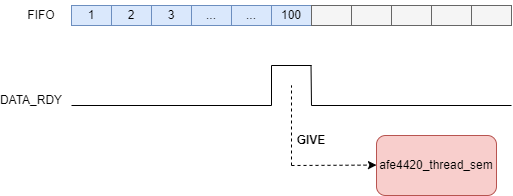 FIFO 1 2 3 ... ... 100
DATA_RDY
GIVE
afe4420_thread_sem